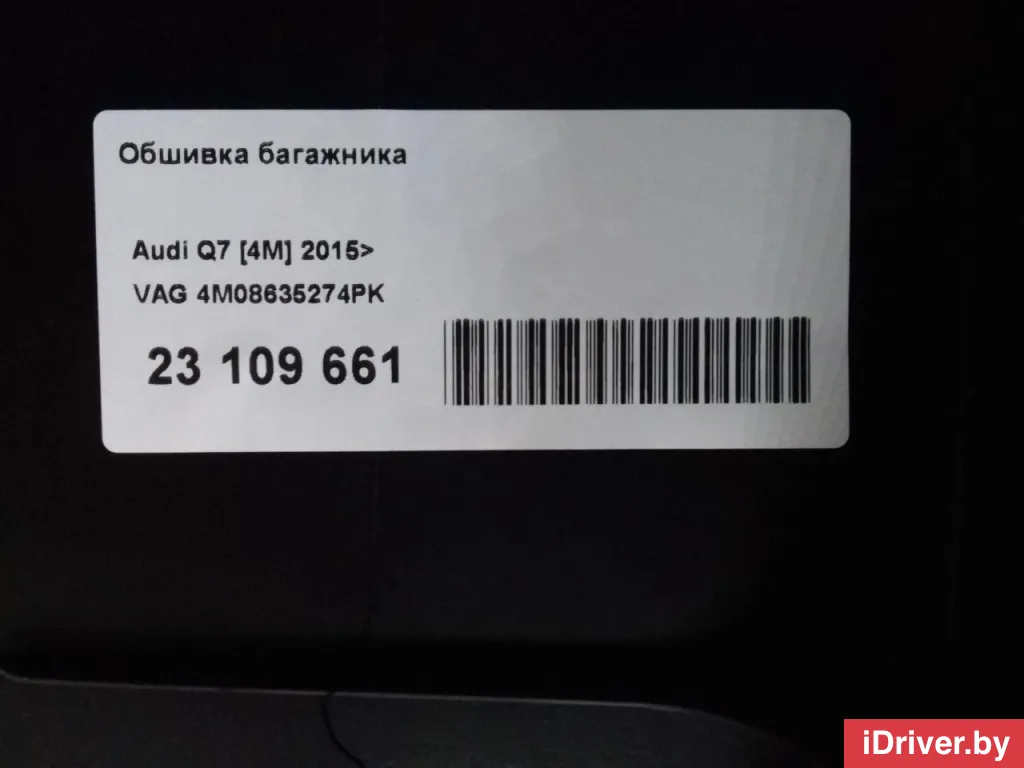 Обшивка багажника
Audi Q7 [4M] 2015>
VAG 4M08635274PK
23 109 661
iDriver.by